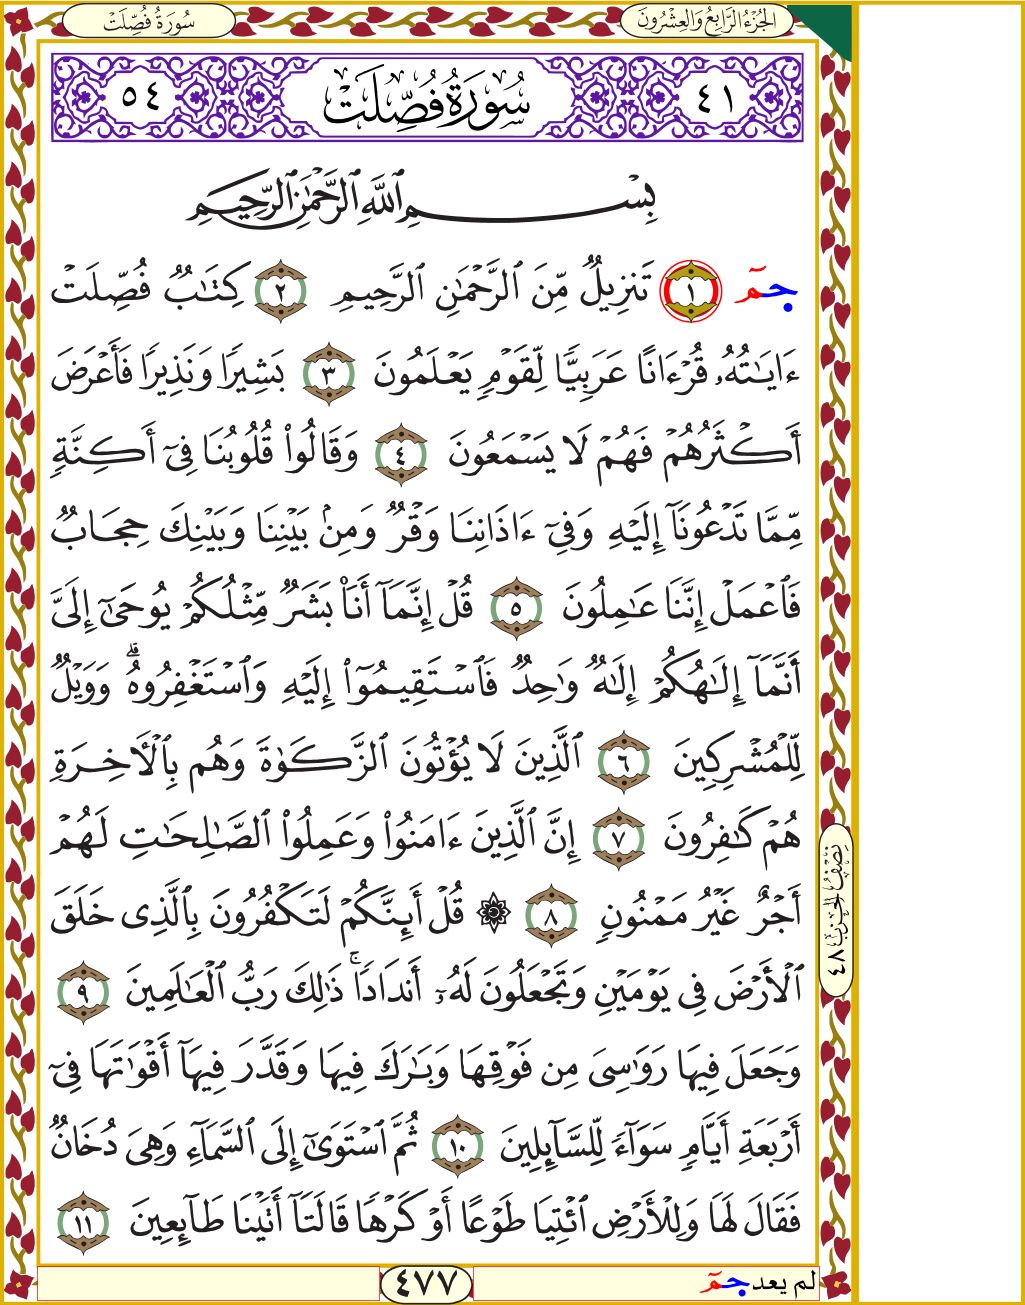 سُورَةُ فُصِّلَتْ
الجُزْءُ الرَّابِعُ وَالعِشْرُونَ
٤١ سُورَةُ فُصِّلَتْ ٥٤
بِسْمِ ٱللَّهِ ٱلرَّحْمَٰنِ ٱلرَّحِيمِ
جمٓ ١ تَنزِيلٌ مِّنَ ٱلرَّحْمَٰنِ ٱلرَّحِيمِ ٢ كِتَٰبٌ فُصِّلَتْ
ءَايَٰتُهُۥ قُرْءَانًا عَرَبِيًّا لِّقَوْمٍ يَعْلَمُونَ ٣ بَشِيرًا وَنَذِيرًا فَأَعْرَضَ
أَكْثَرُهُمْ فَهُمْ لَا يَسْمَعُونَ ٤ وَقَالُوا۟ قُلُوبُنَا فِىٓ أَكِنَّةٍ
مِّمَّا تَدْعُونَآ إِلَيْهِ وَفِىٓ ءَاذَانِنَا وَقْرٌ وَمِنۢ بَيْنِنَا وَبَيْنِكَ حِجَابٌ
فَٱعْمَلْ إِنَّنَا عَٰمِلُونَ ٥ قُلْ إِنَّمَآ أَنَا۠ بَشَرٌ مِّثْلُكُمْ يُوحَىٰٓ إِلَىَّ
أَنَّمَآ إِلَٰهُكُمْ إِلَٰهٌ وَٰحِدٌ فَٱسْتَقِيمُوٓا۟ إِلَيْهِ وَٱسْتَغْفِرُوهُ ۗ وَوَيْلٌ
لِّلْمُشْرِكِينَ ٦ ٱلَّذِينَ لَا يُؤْتُونَ ٱلزَّكَوٰةَ وَهُم بِٱلْءَاخِرَةِ
هُمْ كَٰفِرُونَ ٧ إِنَّ ٱلَّذِينَ ءَامَنُوا۟ وَعَمِلُوا۟ ٱلصَّٰلِحَٰتِ لَهُمْ
أَجْرٌ غَيْرُ مَمْنُونٍ ٨ ۞ قُلْ أَئِنَّكُمْ لَتَكْفُرُونَ بِٱلَّذِى خَلَقَ
ٱلْأَرْضَ فِى يَوْمَيْنِ وَتَجْعَلُونَ لَهُۥٓ أَندَادًا ۚ ذَٰلِكَ رَبُّ ٱلْعَٰلَمِينَ ٩
وَجَعَلَ فِيهَا رَوَٰسِىَ مِن فَوْقِهَا وَبَٰرَكَ فِيهَا وَقَدَّرَ فِيهَآ أَقْوَٰتَهَا فِىٓ
أَرْبَعَةِ أَيَّامٍ سَوَآءً لِّلسَّآئِلِينَ ١٠ ثُمَّ ٱسْتَوَىٰٓ إِلَى ٱلسَّمَآءِ وَهِىَ دُخَانٌ
فَقَالَ لَهَا وَلِلْأَرْضِ ٱئْتِيَا طَوْعًا أَوْ كَرْهًا قَالَتَآ أَتَيْنَا طَآئِعِينَ ١١
نِصْفُ الحِزْبِ ٤٨
٤٧٧
لم يعد جمٓ